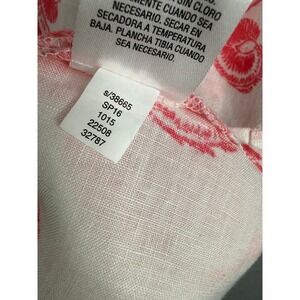 SIN CLORO
CUANDO SEA
NECESARIO. SECAR EN
SECADORA A TEMPERATURA
BAJA. PLANCHA TIBIA CUANDO
SEA NECESARIO.
s/38665
SP16
1015
22508
32787